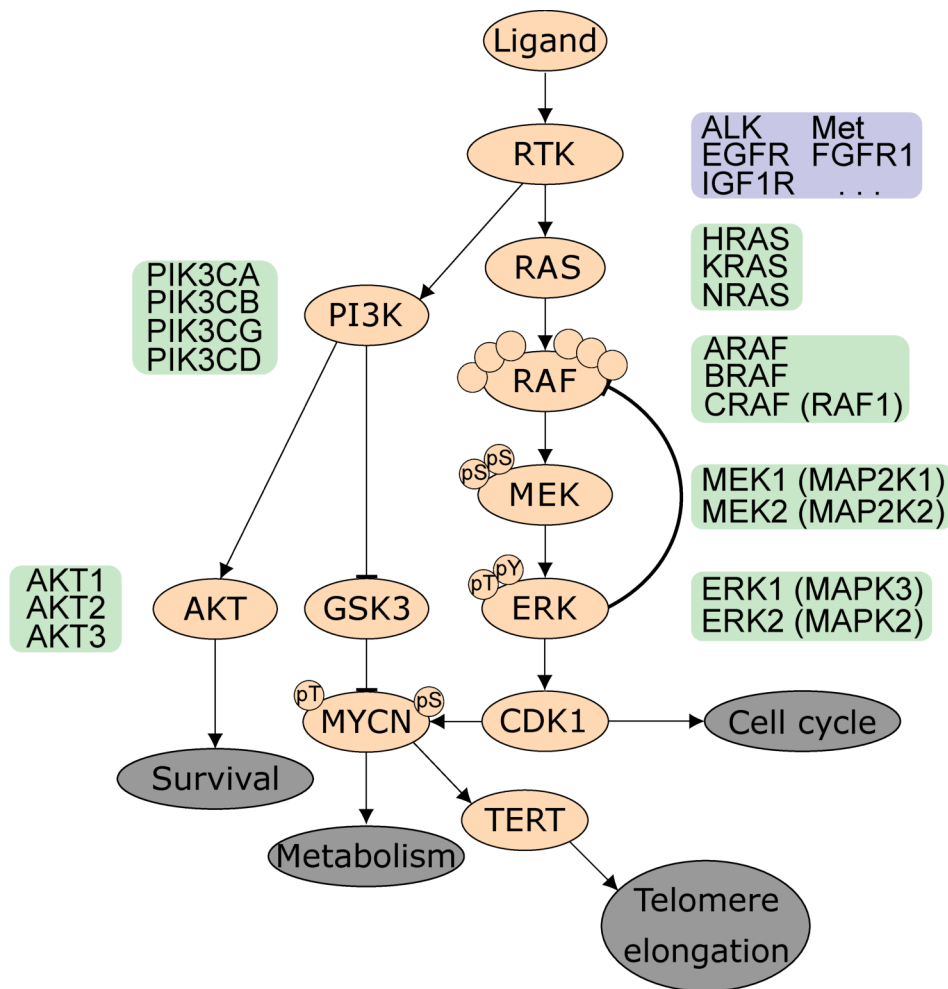 Ligand
RTK
ALK Met
EGFR FGFR1
IGF1R ...
RAS
HRAS
KRAS
NRAS
PIK3CA
PIK3CB
PIK3CG
PIK3CD
PI3K
RAF
ARAF
BRAF
CRAF (RAF1)
pS pS
MEK
MEK1 (MAP2K1)
MEK2 (MAP2K2)
AKT1
AKT2
AKT3
AKT
GSK3
pT pY
ERK
ERK1 (MAPK3)
ERK2 (MAPK2)
pT pS
MYCN
CDK1
Cell cycle
Survival
TERT
Metabolism
Telomere
elongation